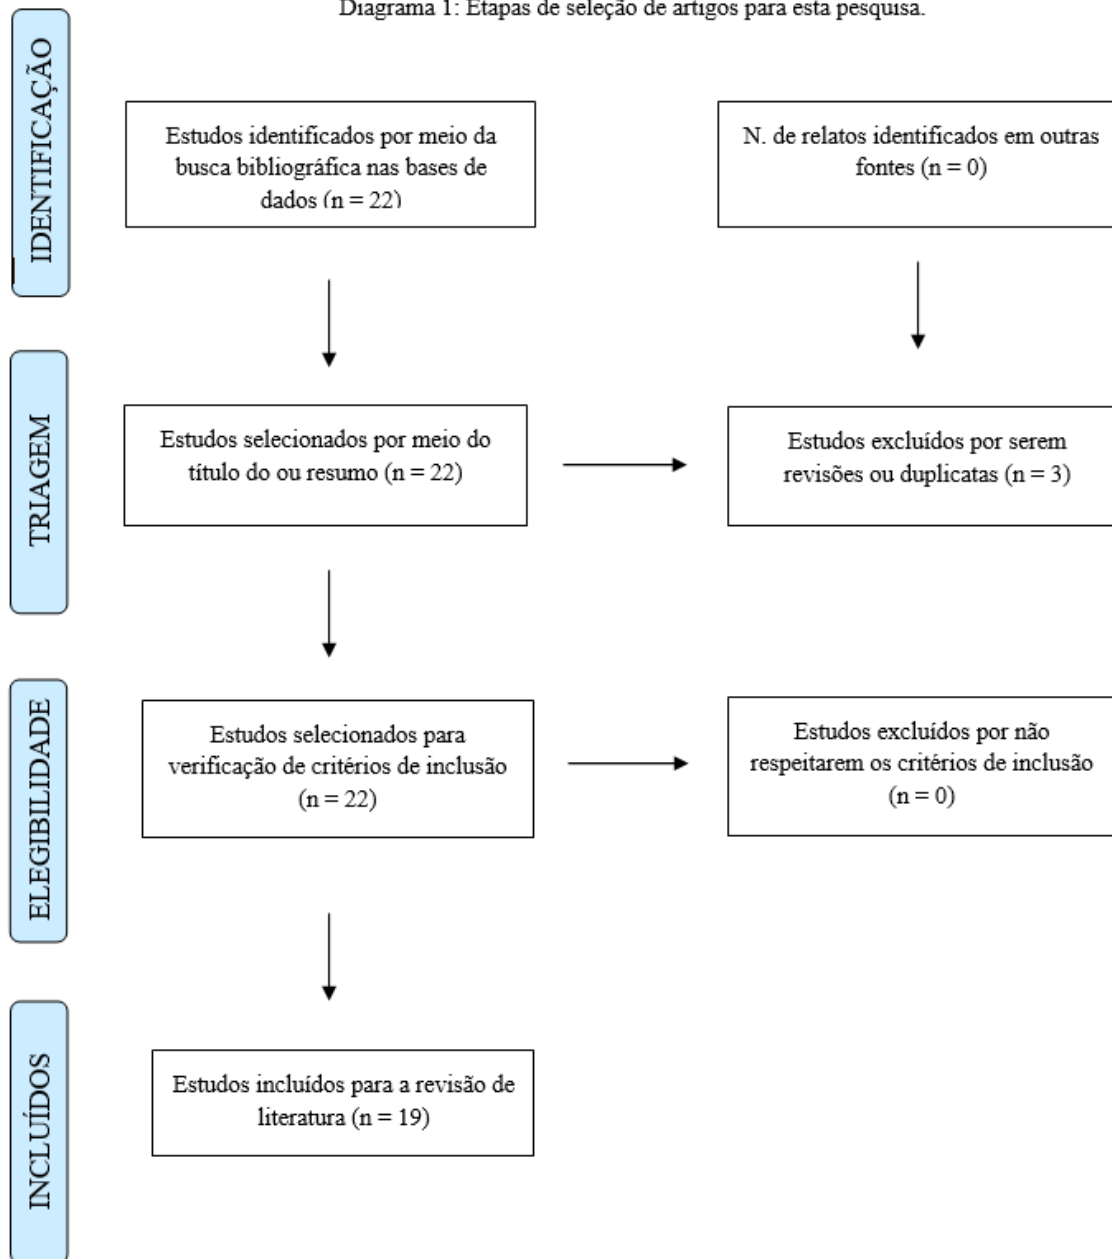 Diagrama 1: Etapas de seleção de artigos para esta pesquisa.
IDENTIFICAÇÃO
Estudos identificados por meio da
busca bibliográfica nas bases de
dados (n = 22)
N. de relatos identificados em outras
fontes (n = 0)
TRIAGEM
Estudos selecionados por meio do
título do ou resumo (n = 22)
Estudos excluídos por serem
revisões ou duplicatas (n = 3)
ELEGIBILIDADE
Estudos selecionados para
verificação de critérios de inclusão
(n = 22)
Estudos excluídos por não
respeitarem os critérios de inclusão
(n = 0)
INCLUÍDOS
Estudos incluídos para a revisão de
literatura (n = 19)